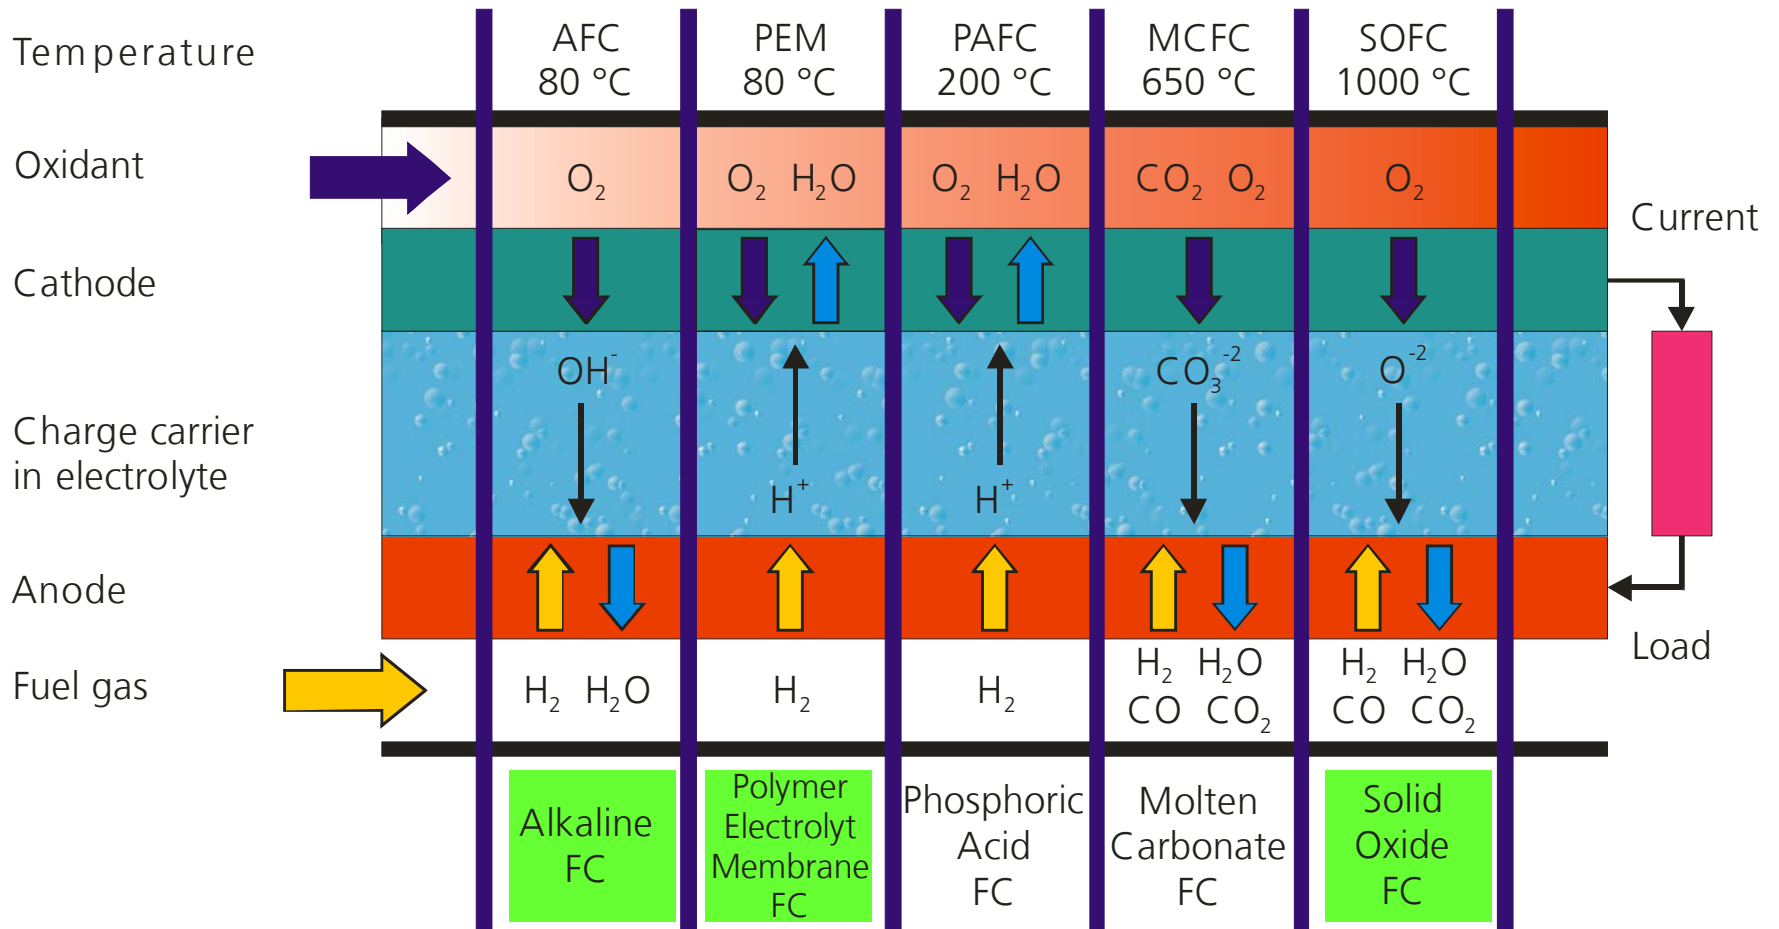 Temperature
AFC
80 °C
PEM
80 °C
PAFC
200 °C
MCFC
650 °C
SOFC
1000 °C
Oxidant
O₂
O₂ H₂O
O₂ H₂O
CO₂ O₂
O₂
Current
Cathode
Charge carrier
in electrolyte
OH⁻
H⁺
H⁺
CO₃⁻²
O⁻²
Anode
Load
Fuel gas
H₂ H₂O
H₂
H₂
H₂ H₂O
CO CO₂
H₂ H₂O
CO CO₂
Alkaline
FC
Polymer
Electrolyt
Membrane
FC
Phosphoric
Acid
FC
Molten
Carbonate
FC
Solid
Oxide
FC